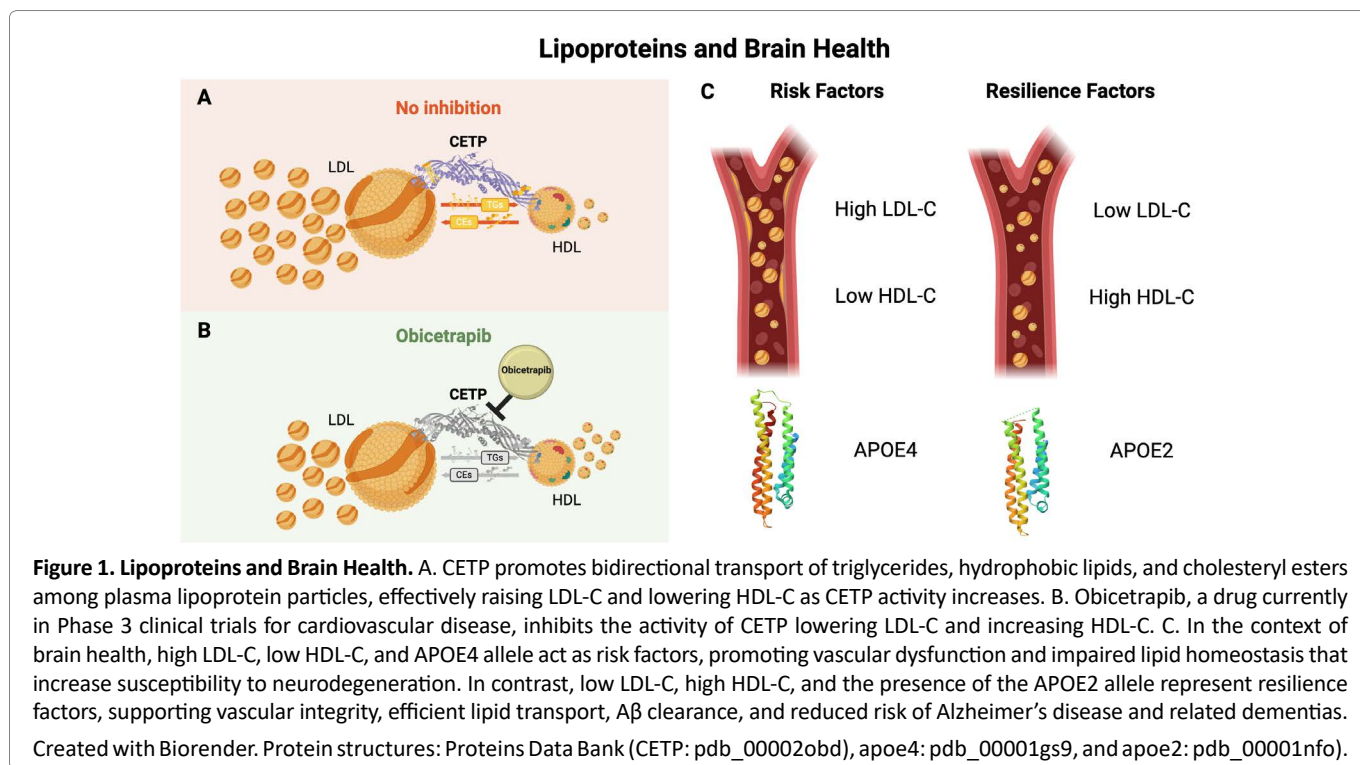 Lipoproteins and Brain Health
A
No inhibition
CETP
LDL
TGs
CEs
HDL
B
Obicetrapib
Obicetrapib
CETP
LDL
TGs
CEs
HDL
C
Risk Factors
Resilience Factors
High LDL-C
Low LDL-C
Low HDL-C
High HDL-C
APOE4
APOE2
Figure 1. Lipoproteins and Brain Health. A. CETP promotes bidirectional transport of triglycerides, hydrophobic lipids, and cholesteryl esters
among plasma lipoprotein particles, effectively raising LDL-C and lowering HDL-C as CETP activity increases. B. Obicetrapib, a drug currently
in Phase 3 clinical trials for cardiovascular disease, inhibits the activity of CETP lowering LDL-C and increasing HDL-C. C. In the context of
brain health, high LDL-C, low HDL-C, and APOE4 allele act as risk factors, promoting vascular dysfunction and impaired lipid homeostasis that
increase susceptibility to neurodegeneration. In contrast, low LDL-C, high HDL-C, and the presence of the APOE2 allele represent resilience
factors, supporting vascular integrity, efficient lipid transport, Aβ clearance, and reduced risk of Alzheimer's disease and related dementias.
Created with Biorender. Protein structures: Proteins Data Bank (CETP: pdb_00002obd), apoe4: pdb_00001gs9, and apoe2: pdb_00001nfo).